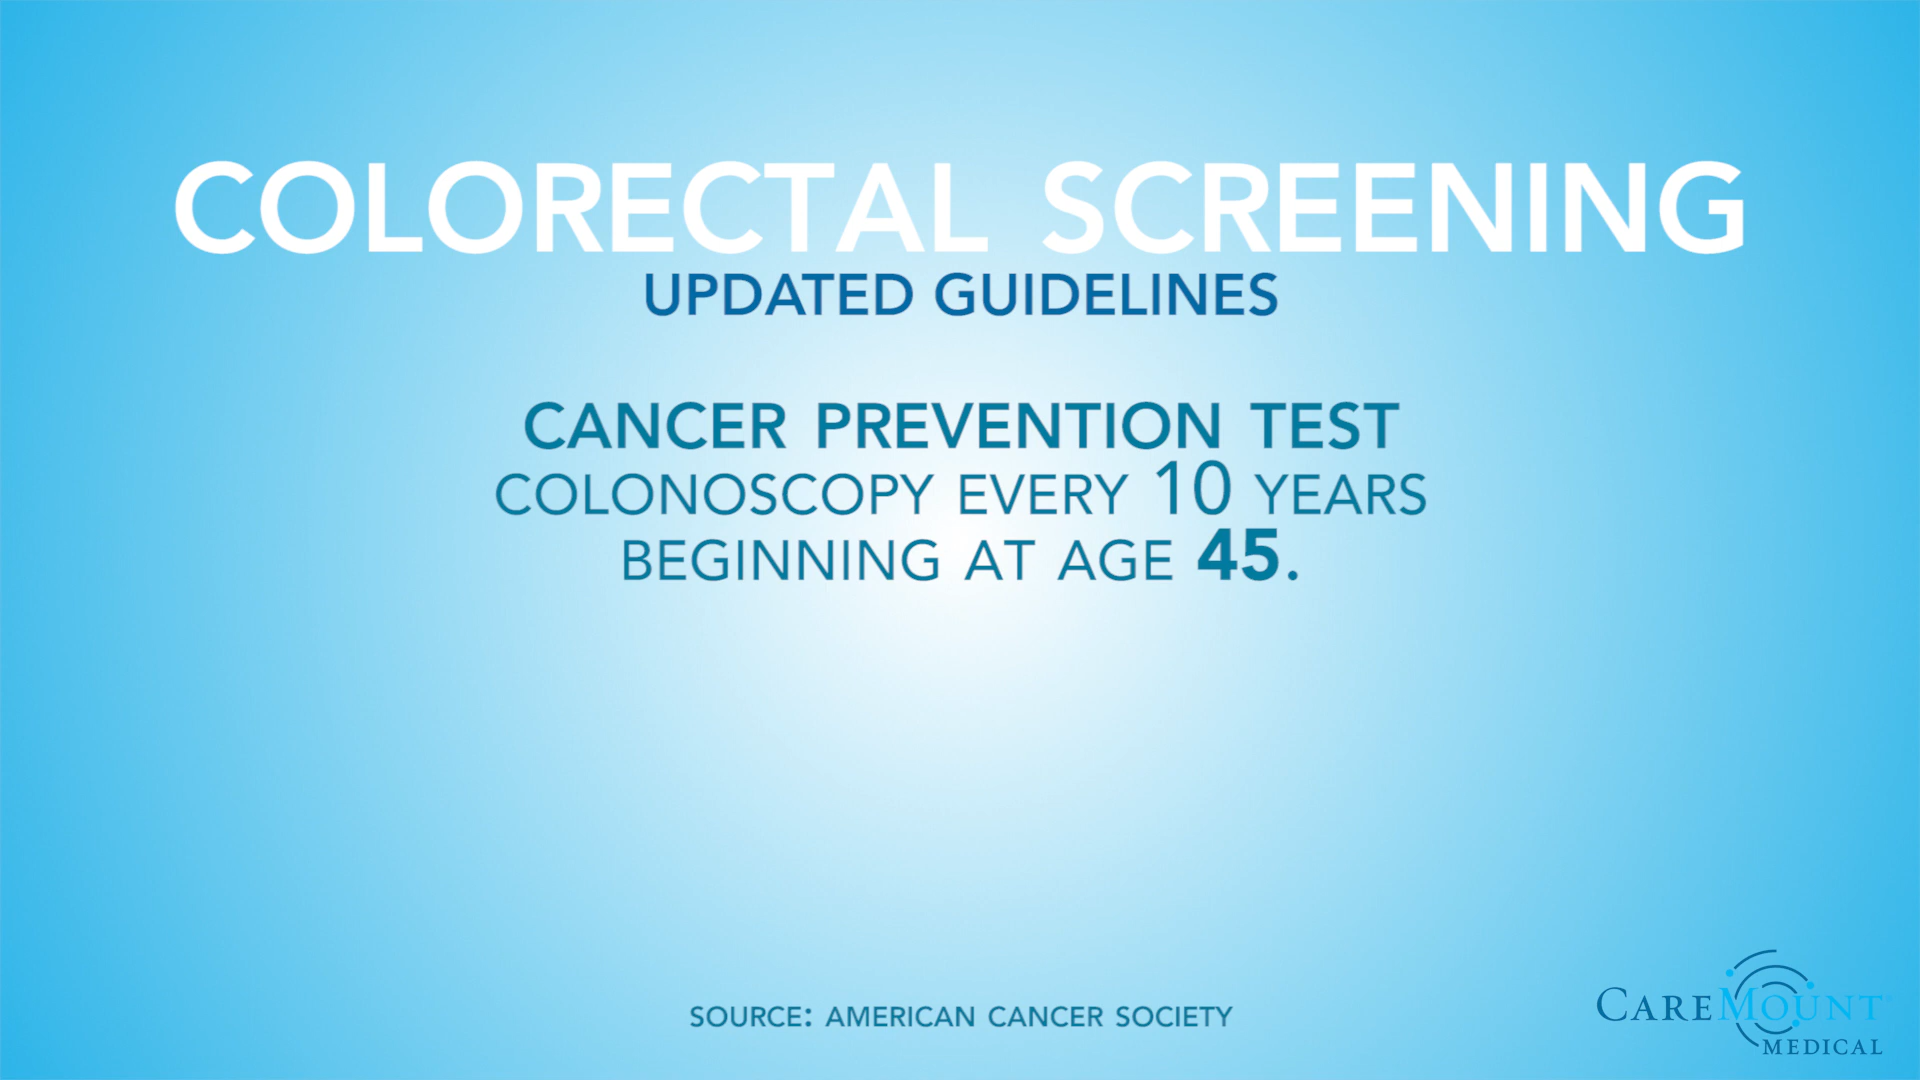 COLORECTAL SCREENING
UPDATED GUIDELINES
CANCER PREVENTION TEST
COLONOSCOPY EVERY 10 YEARS
BEGINNING AT AGE 45.
SOURCE: AMERICAN CANCER SOCIETY
CAREMOUNT
MEDICAL